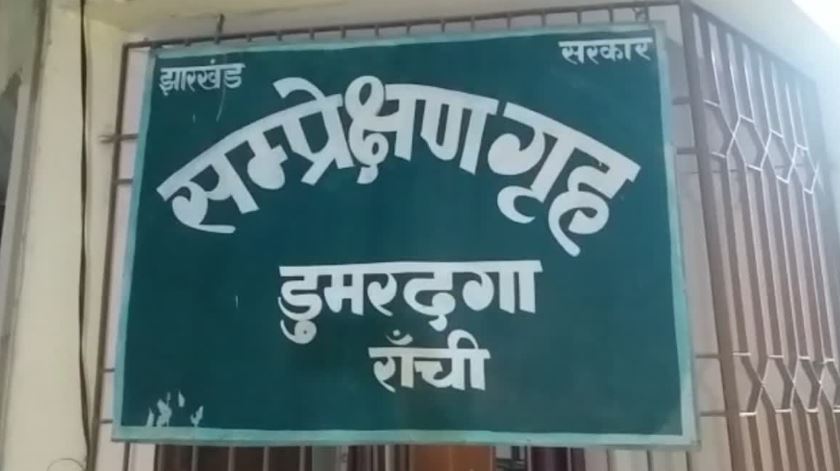 झारखंड सरकार
सम्प्रेक्षण गृह
डुमरदगा
राँची